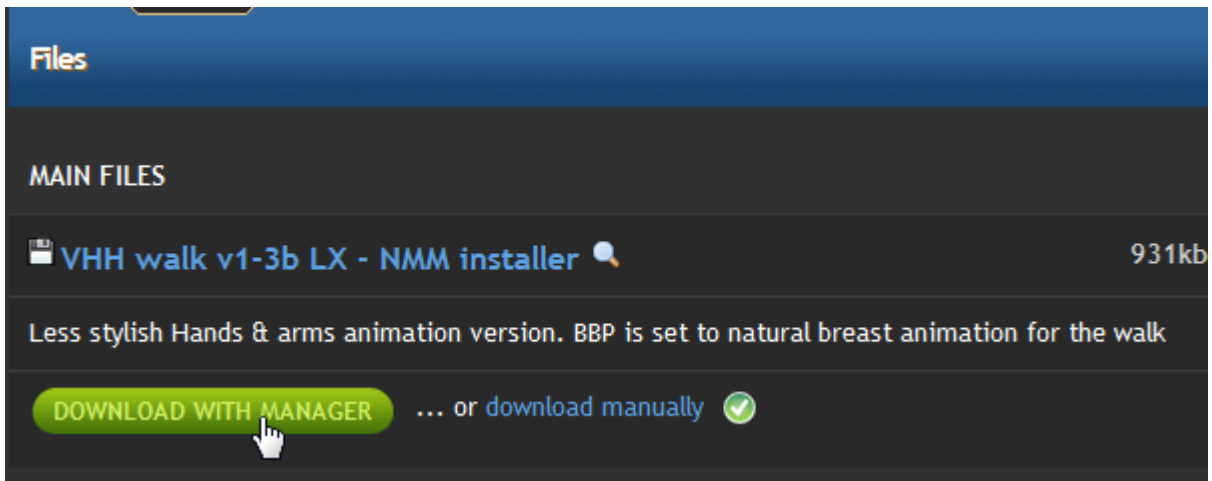 Files
MAIN FILES
VHH walk v1-3b LX - NMM installer 931kb
Less stylish Hands & arms animation version. BBP is set to natural breast animation for the walk
DOWNLOAD WITH MANAGER ... or download manually